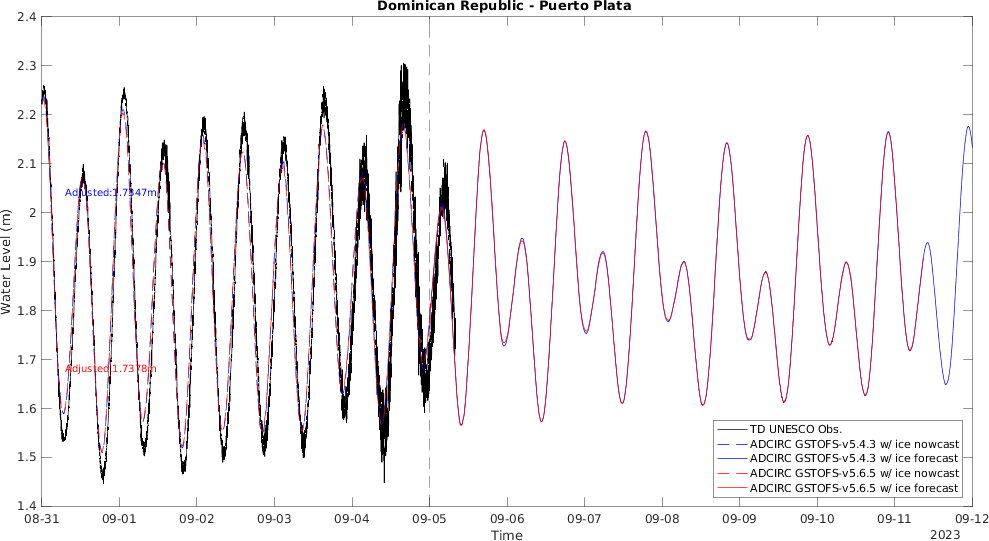 Dominican Republic - Puerto Plata
2.4
2.3
2.2
2.1
2
1.9
1.8
1.7
1.6
1.5
1.4
Water Level (m)
Adjusted:1.7347m
Adjusted:1.7378m
TD UNESCO Obs.
ADCIRC GSTOFS-v5.4.3 w/ ice nowcast
ADCIRC GSTOFS-v5.4.3 w/ ice forecast
ADCIRC GSTOFS-v5.6.5 w/ ice nowcast
ADCIRC GSTOFS-v5.6.5 w/ ice forecast
08-31 09-01 09-02 09-03 09-04 09-05 09-06 09-07 09-08 09-09 09-10 09-11 09-12
Time
2023